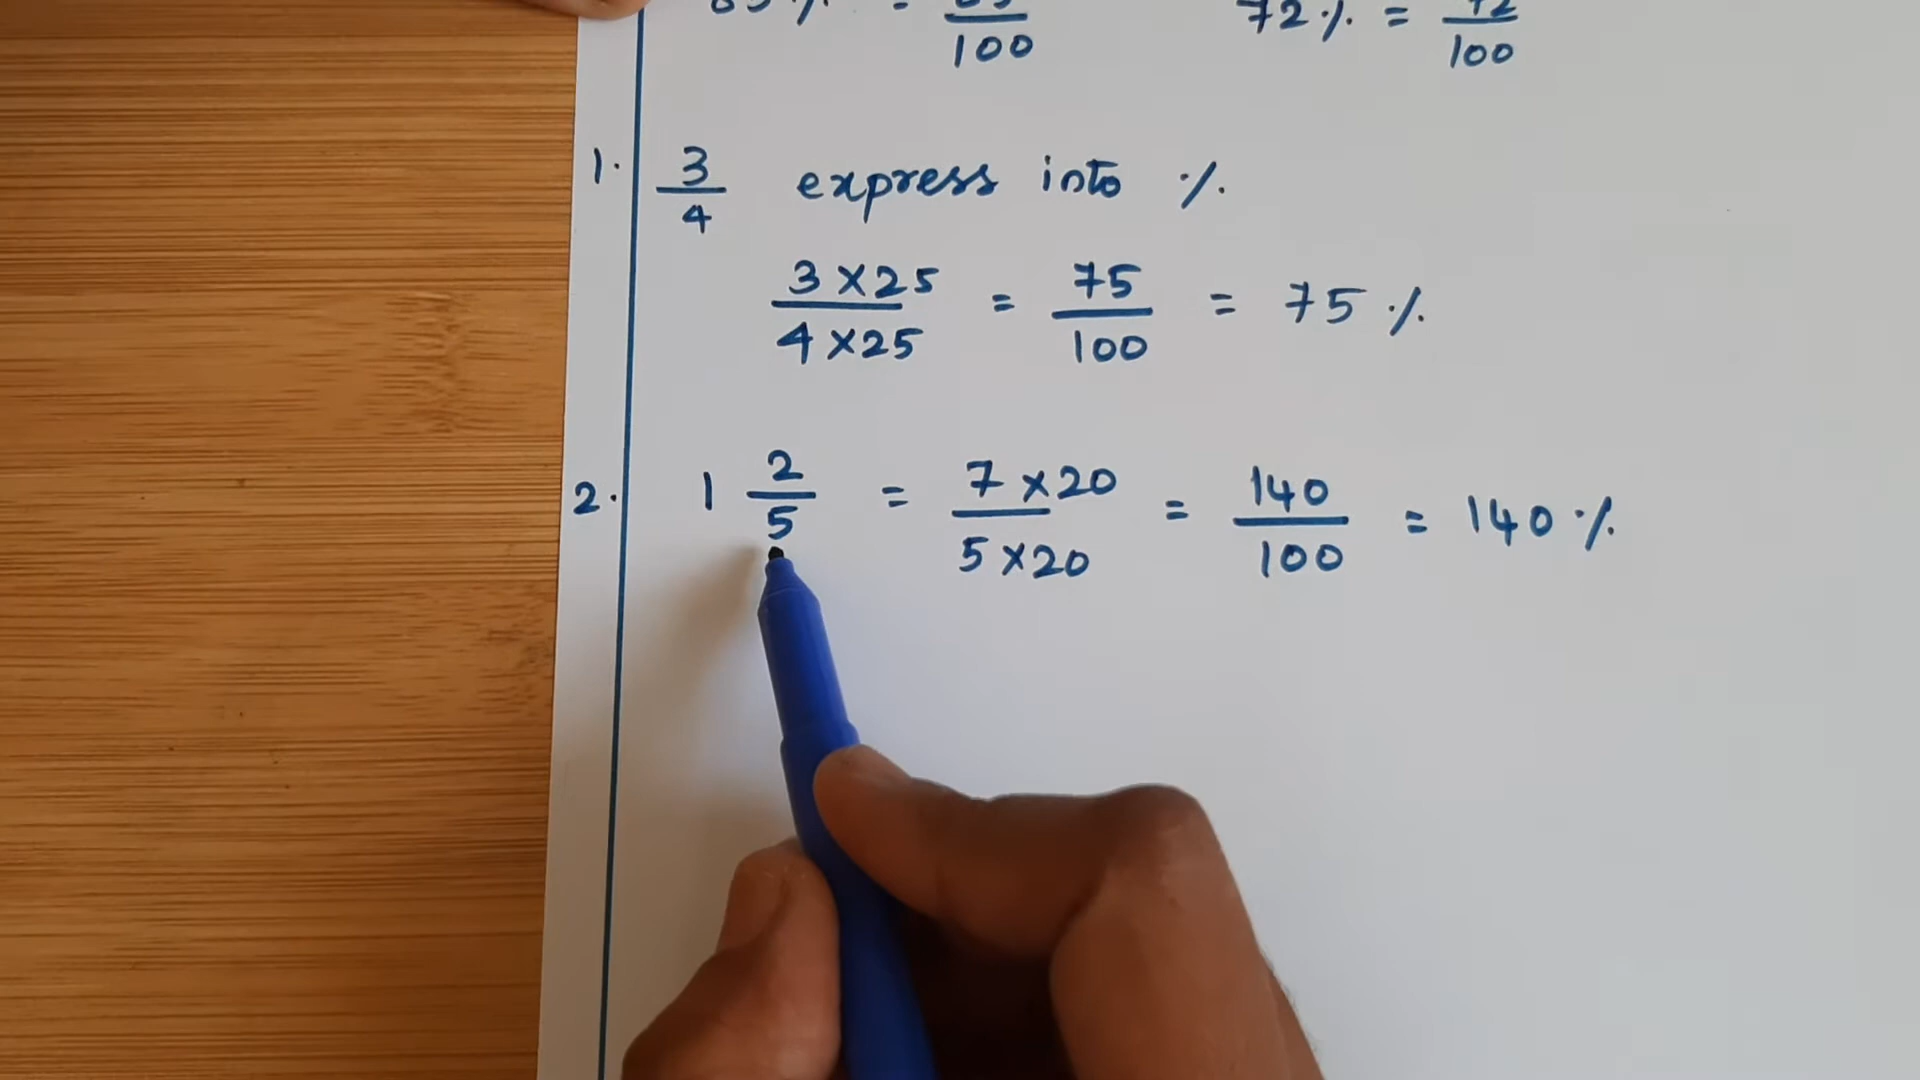 % = /100 72% = /100
1. 3/4 express into %
3×25/4×25 = 75/100 = 75%
2. 1 2/5 = 7×20/5×20 = 140/100 = 140%